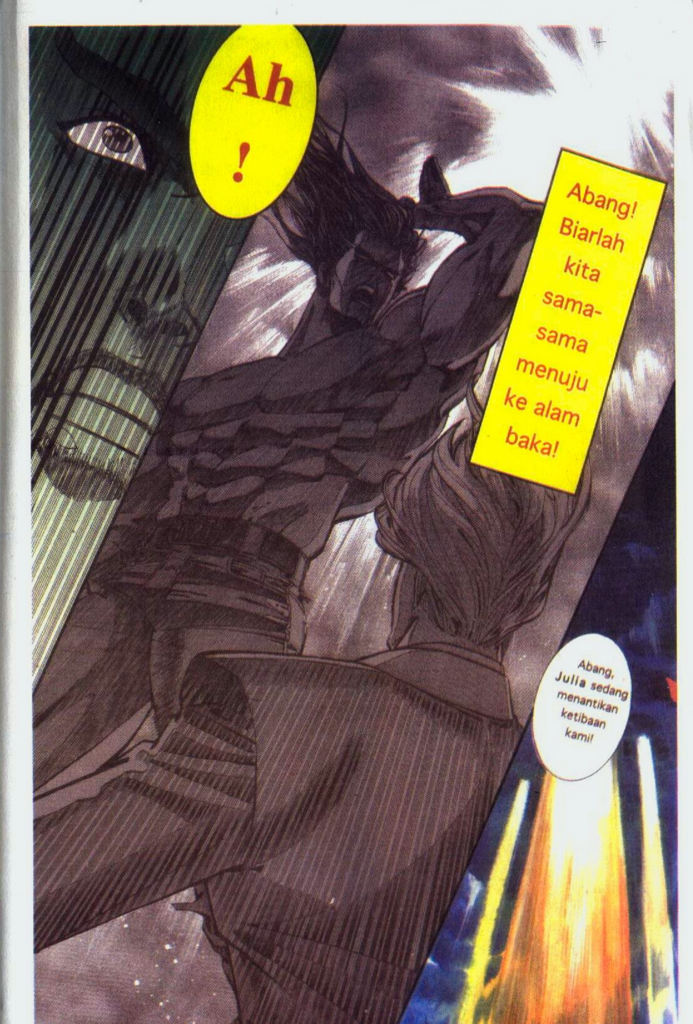 Ah
!
Abang!
Biarlah
kita
sama-
sama
menuju
ke alam
baka!
Abang,
Julia sedang
menantikan
ketibaan
kami!